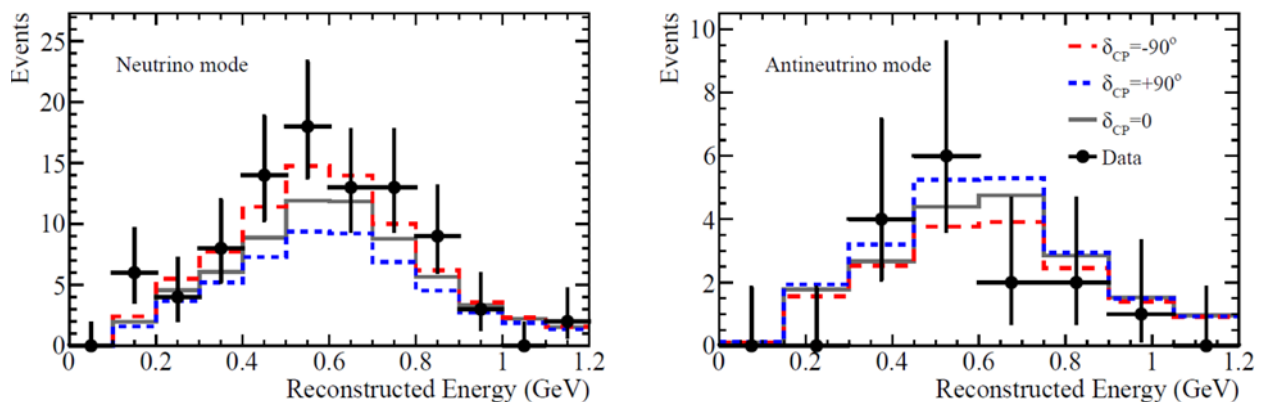 Events
25
20
15
10
5
0
Neutrino mode
0 0.2 0.4 0.6 0.8 1 1.2
Reconstructed Energy (GeV)
Events
10
8
6
4
2
0
Antineutrino mode
δCP=-90°
δCP=+90°
δCP=0
Data
0 0.2 0.4 0.6 0.8 1 1.2
Reconstructed Energy (GeV)